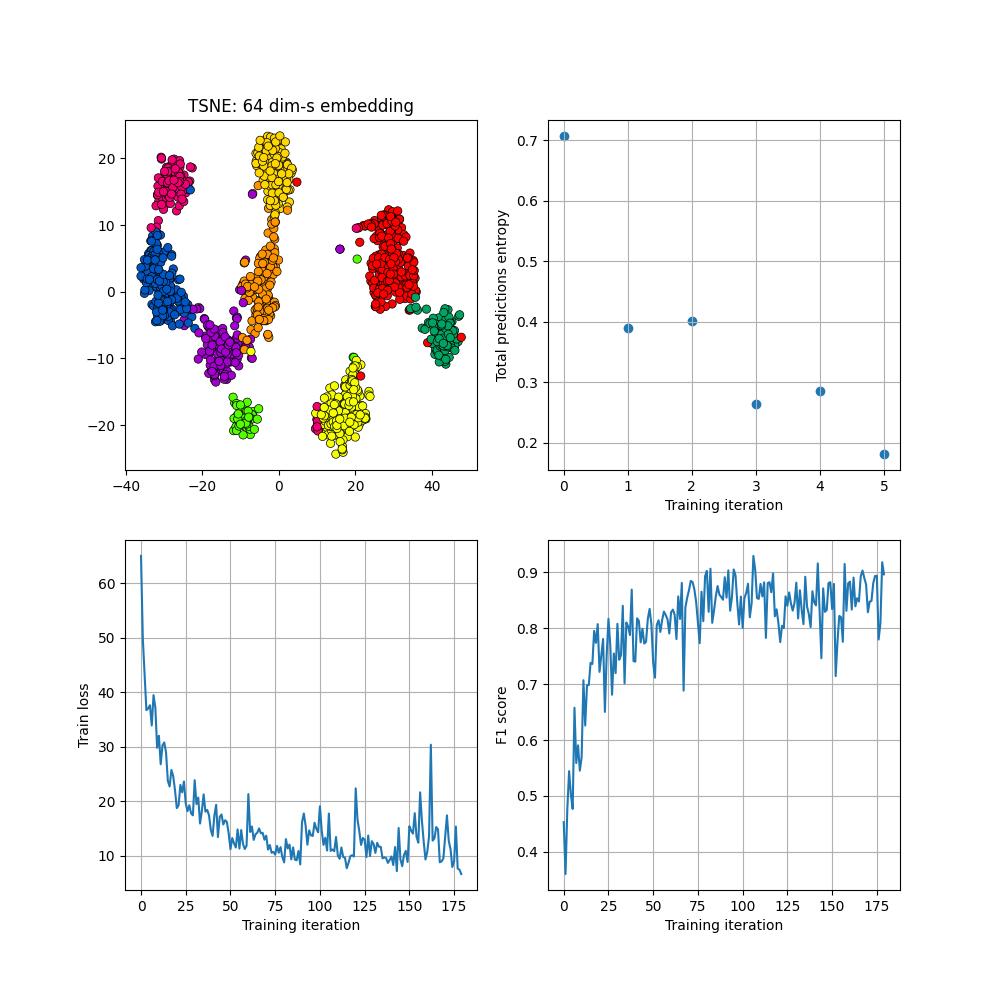 TSNE: 64 dim-s embedding
20
10
0
−10
−20
−40 −20 0 20 40
Total predictions entropy
0.7
0.6
0.5
0.4
0.3
0.2
0 1 2 3 4 5
Training iteration
Train loss
60
50
40
30
20
10
0 25 50 75 100 125 150 175
Training iteration
F1 score
0.9
0.8
0.7
0.6
0.5
0.4
0 25 50 75 100 125 150 175
Training iteration